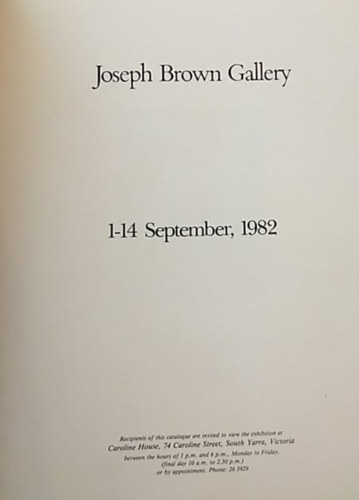 Joseph Brown Gallery
1-14 September, 1982
Recipients of this catalogue are invited to view the exhibition at
Caroline House, 74 Caroline Street, South Yarra, Victoria
between the hours of 1 p.m. and 6 p.m., Monday to Friday,
(final day 10 a.m. to 2.30 p.m.)
or by appointment. Phone: 26 3929